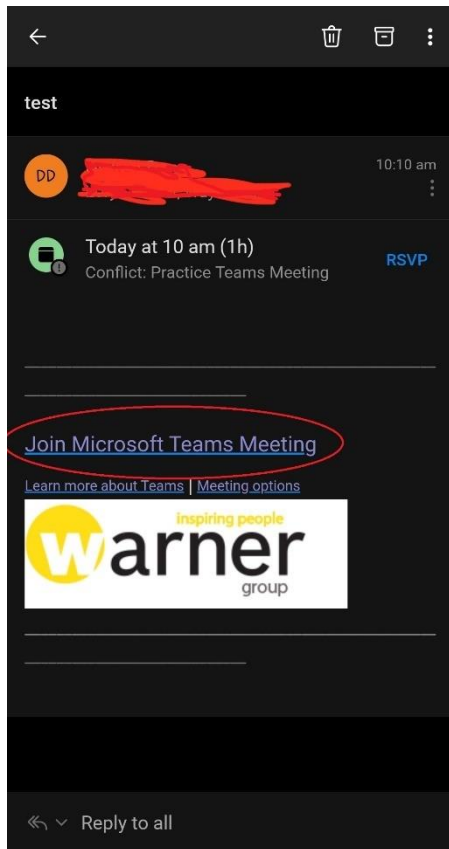 test
DD
10:10 am
Today at 10 am (1h)
RSVP
Conflict: Practice Teams Meeting
Join Microsoft Teams Meeting
Learn more about Teams | Meeting options
inspiring people
warner
group
Reply to all